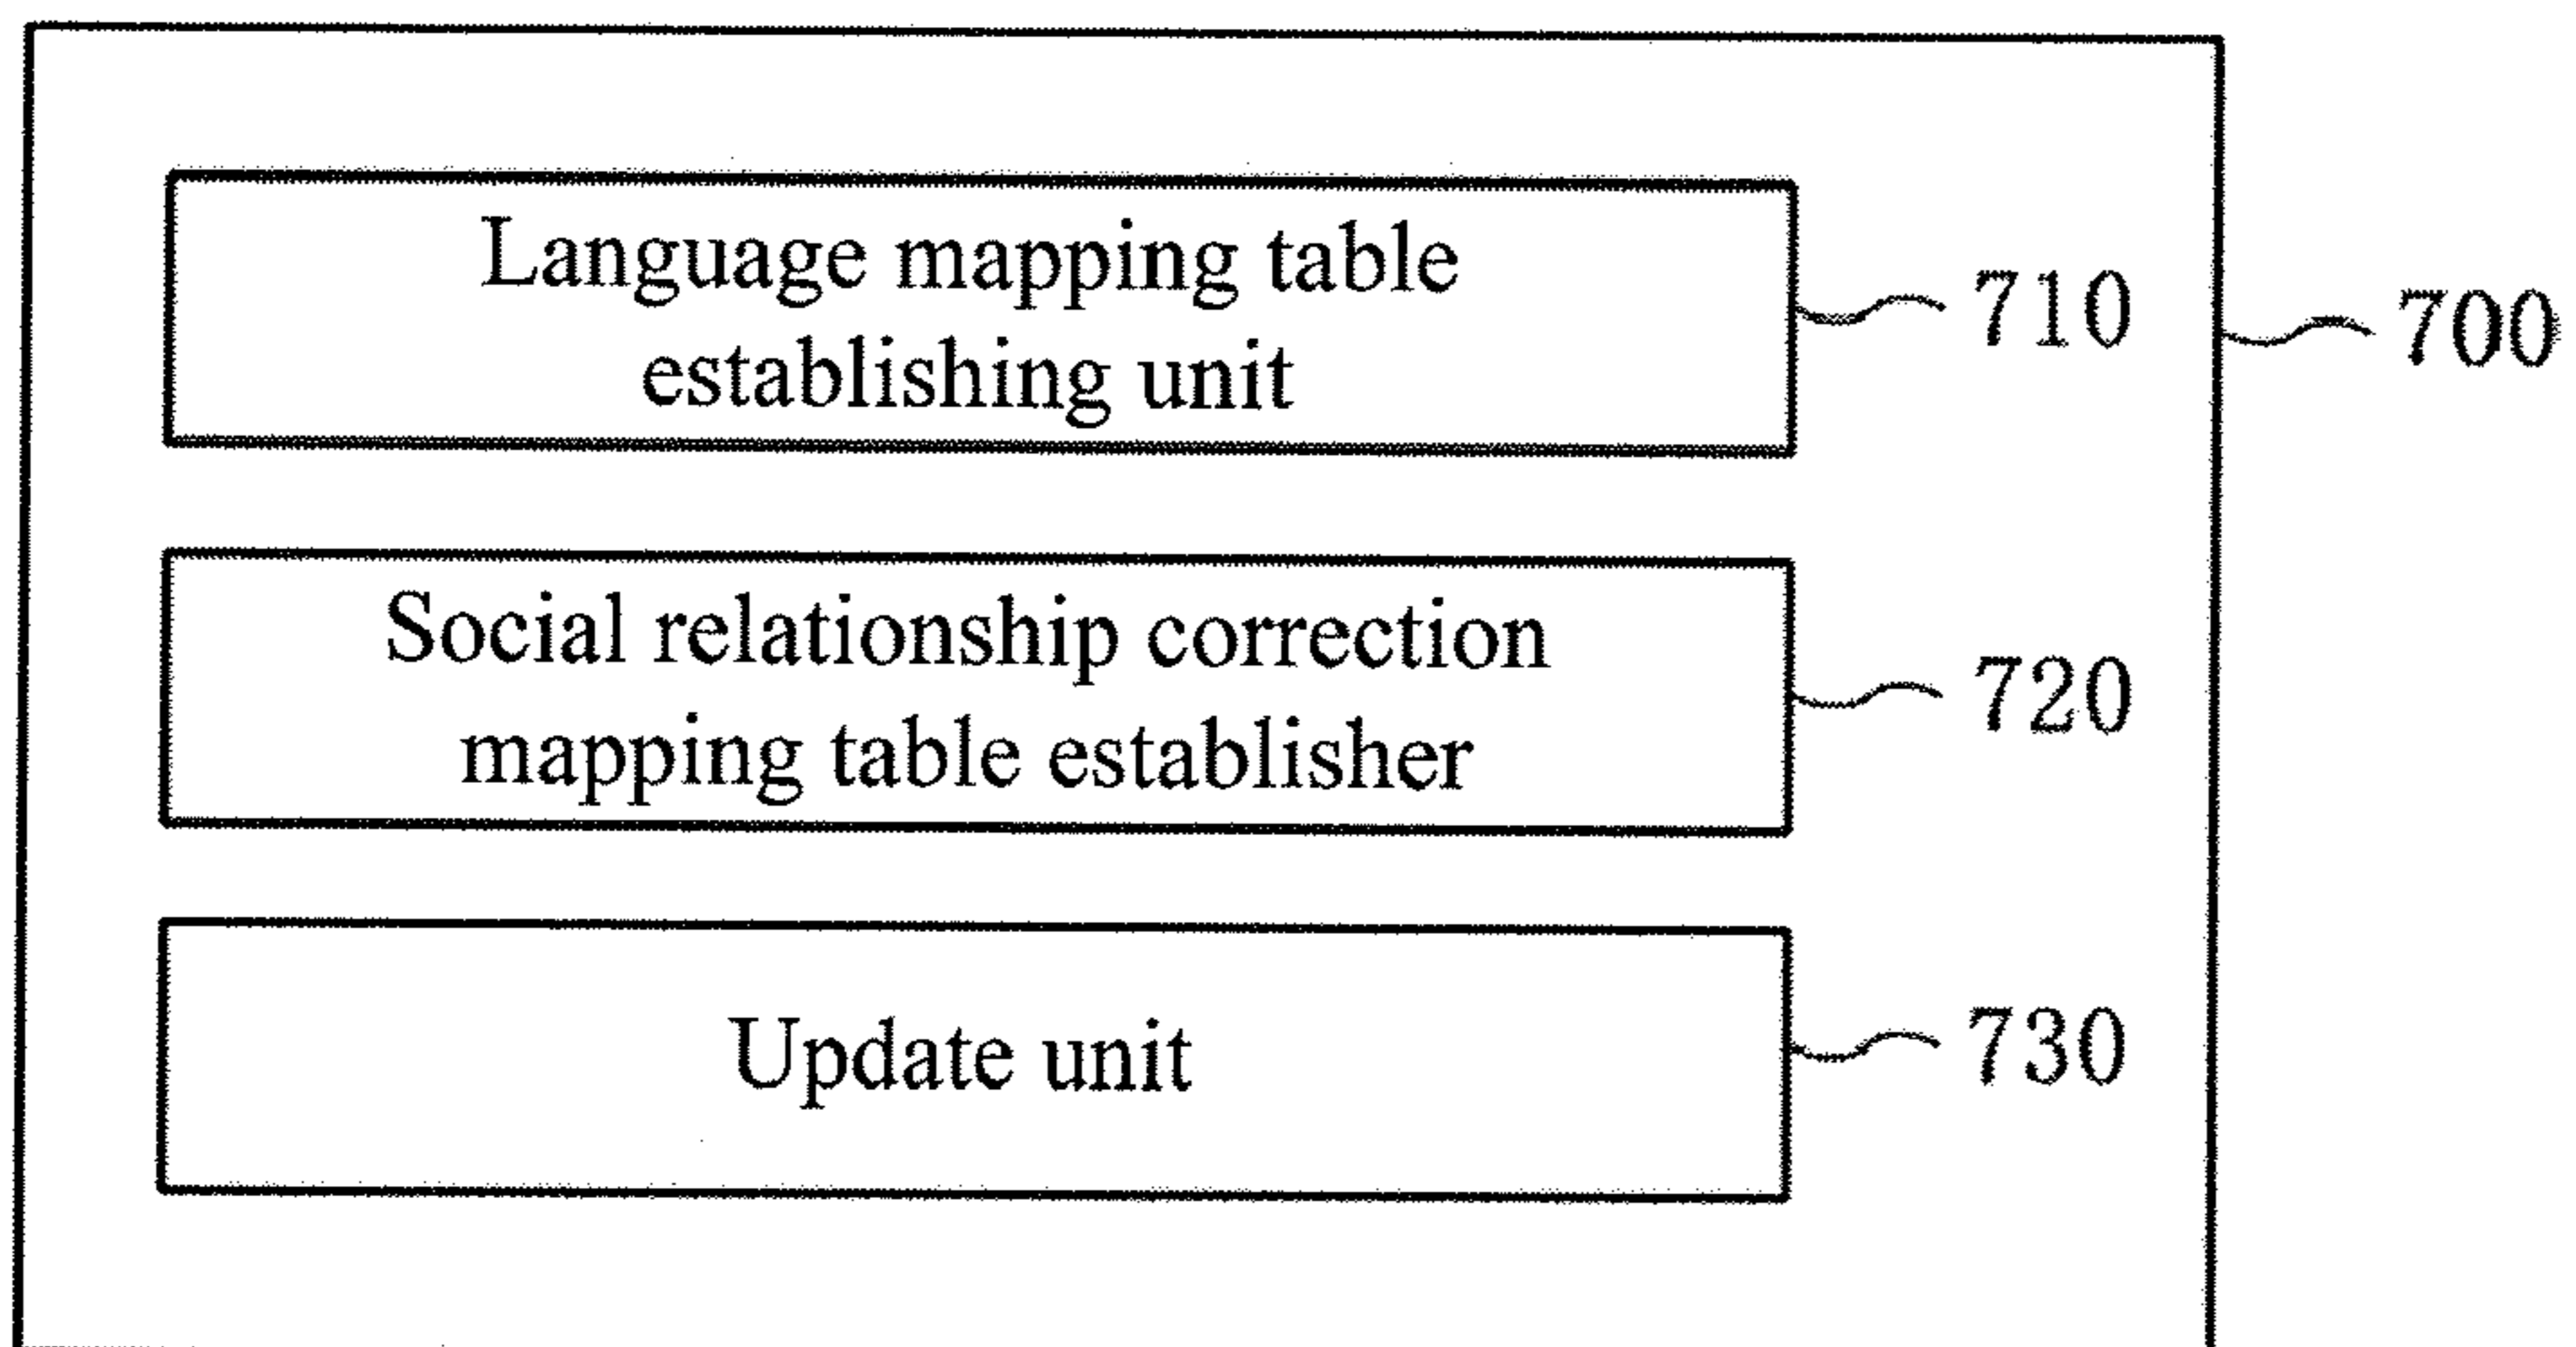 Language mapping table
establishing unit
710
700
Social relationship correction
mapping table establisher
720
Update unit
730